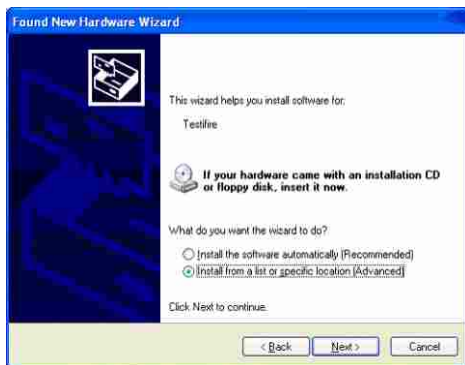 Found New Hardware Wizard
This wizard helps you install software for:
Testifire
If your hardware came with an installation CD
or floppy disk, insert it now.
What do you want the wizard to do?
Install the software automatically (Recommended)
Install from a list or specific location (Advanced)
Click Next to continue.
< Back
Next >
Cancel